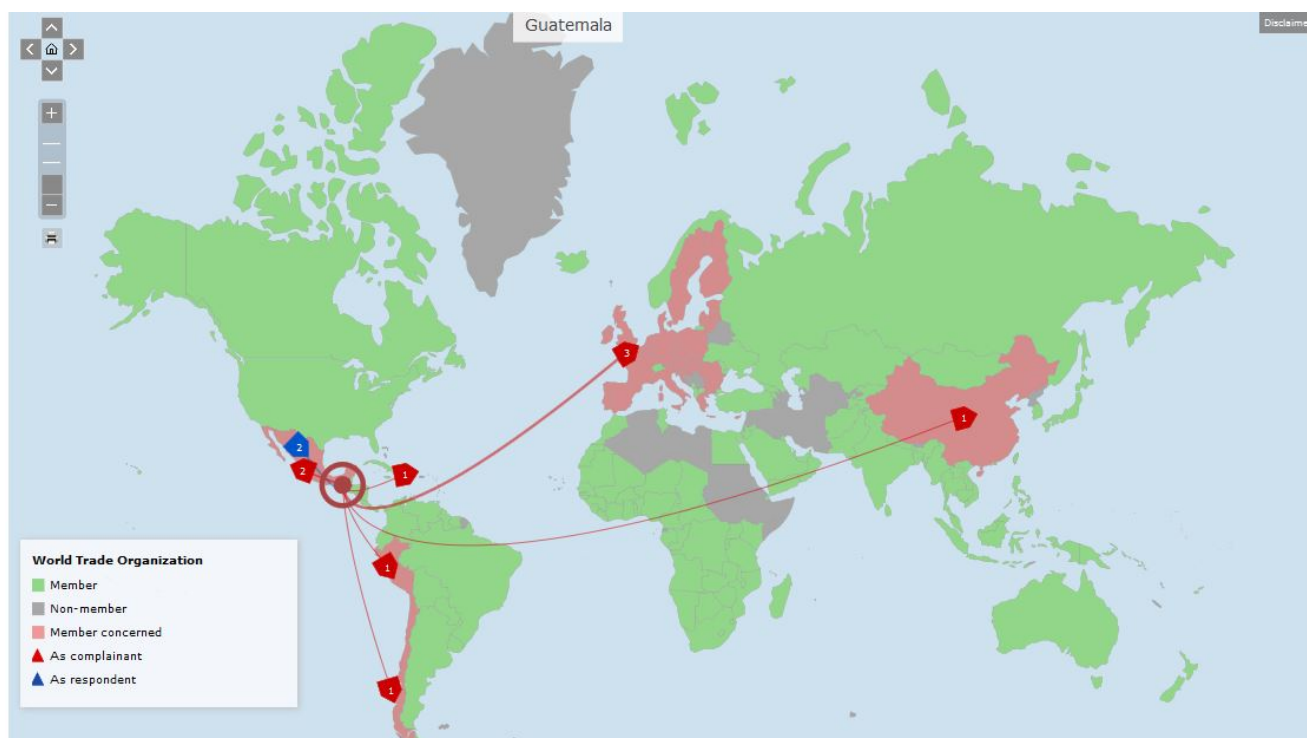 Guatemala
Disclaime
3
1
2
2
1
1
1
World Trade Organization
Member
Non-member
Member concerned
As complainant
As respondent